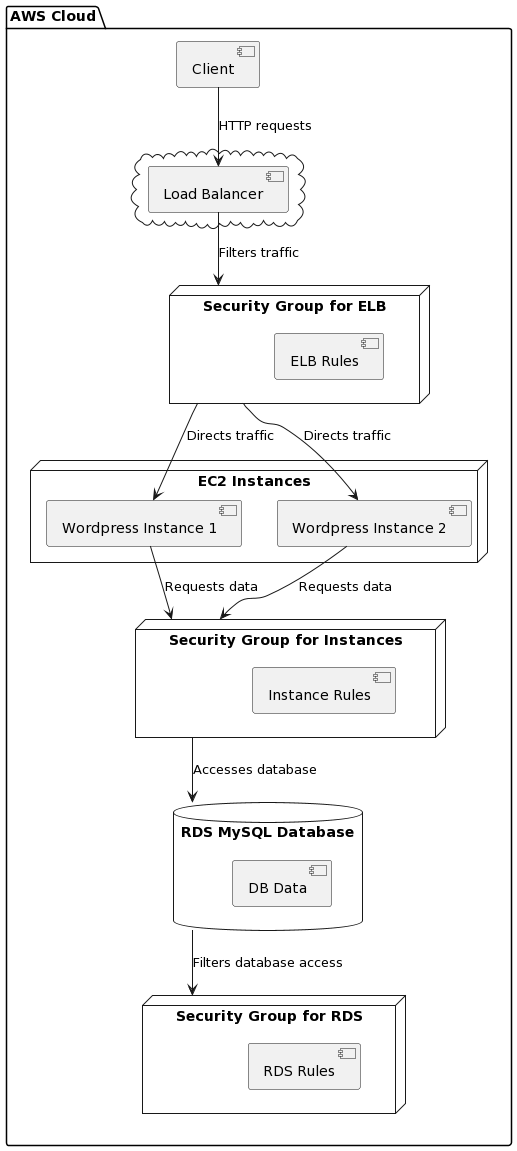 AWS Cloud
Client
HTTP requests
Load Balancer
Filters traffic
Security Group for ELB
ELB Rules
Directs traffic
Directs traffic
EC2 Instances
Wordpress Instance 1
Wordpress Instance 2
Requests data
Requests data
Security Group for Instances
Instance Rules
Accesses database
RDS MySQL Database
DB Data
Filters database access
Security Group for RDS
RDS Rules